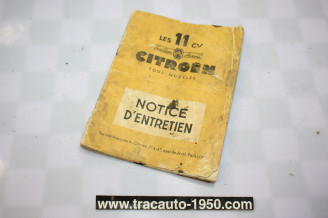 LES 11 CV
CITROËN
TOUS MODÈLES
NOTICE
D'ENTRETIEN
www.tracauto-1950.com